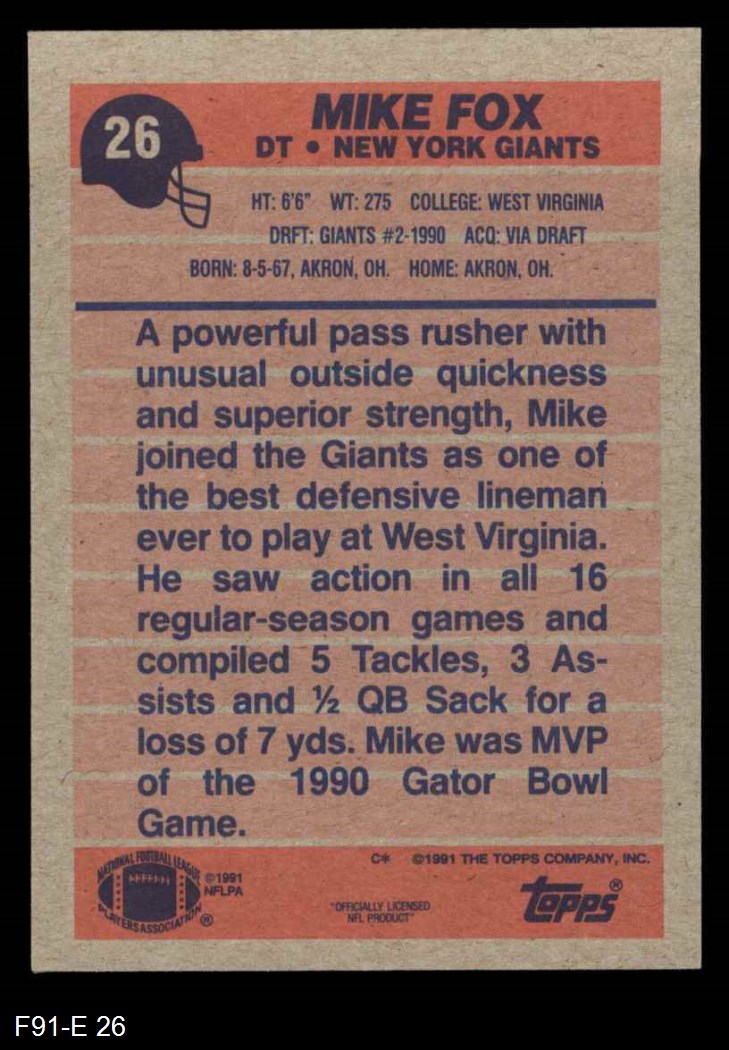 26
MIKE FOX
DT • NEW YORK GIANTS
HT: 6'6" WT: 275 COLLEGE: WEST VIRGINIA
DRFT: GIANTS #2-1990 ACQ: VIA DRAFT
BORN: 8-5-67, AKRON, OH. HOME: AKRON, OH.
A powerful pass rusher with
unusual outside quickness
and superior strength, Mike
joined the Giants as one of
the best defensive lineman
ever to play at West Virginia.
He saw action in all 16
regular-season games and
compiled 5 Tackles, 3 As-
sists and ½ QB Sack for a
loss of 7 yds. Mike was MVP
of the 1990 Gator Bowl
Game.
C* ©1991 THE TOPPS COMPANY, INC.
NATIONAL FOOTBALL LEAGUE
PLAYERS ASSOCIATION ®
©1991
NFLPA
"OFFICIALLY LICENSED
NFL PRODUCT"
topps®
F91-E 26